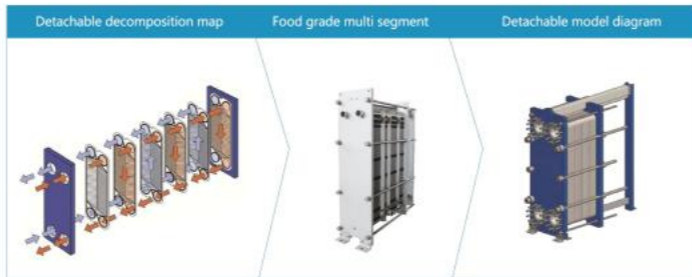 Detachable decomposition map
Food grade multi segment
Detachable model diagram